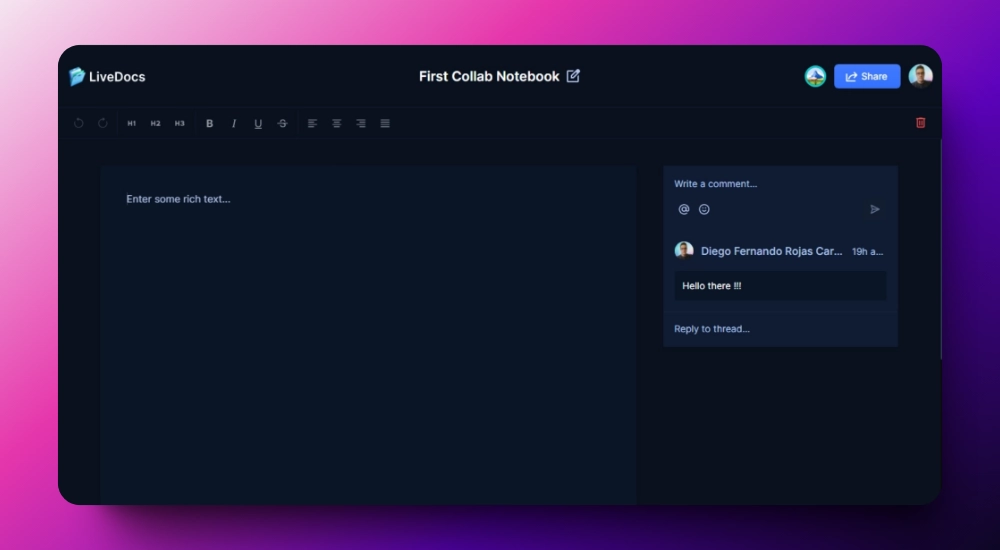 LiveDocs
First Collab Notebook
Share
H1 H2 H3 B I U S
Enter some rich text...
Write a comment...
Diego Fernando Rojas Car... 19h a...
Hello there !!!
Reply to thread...